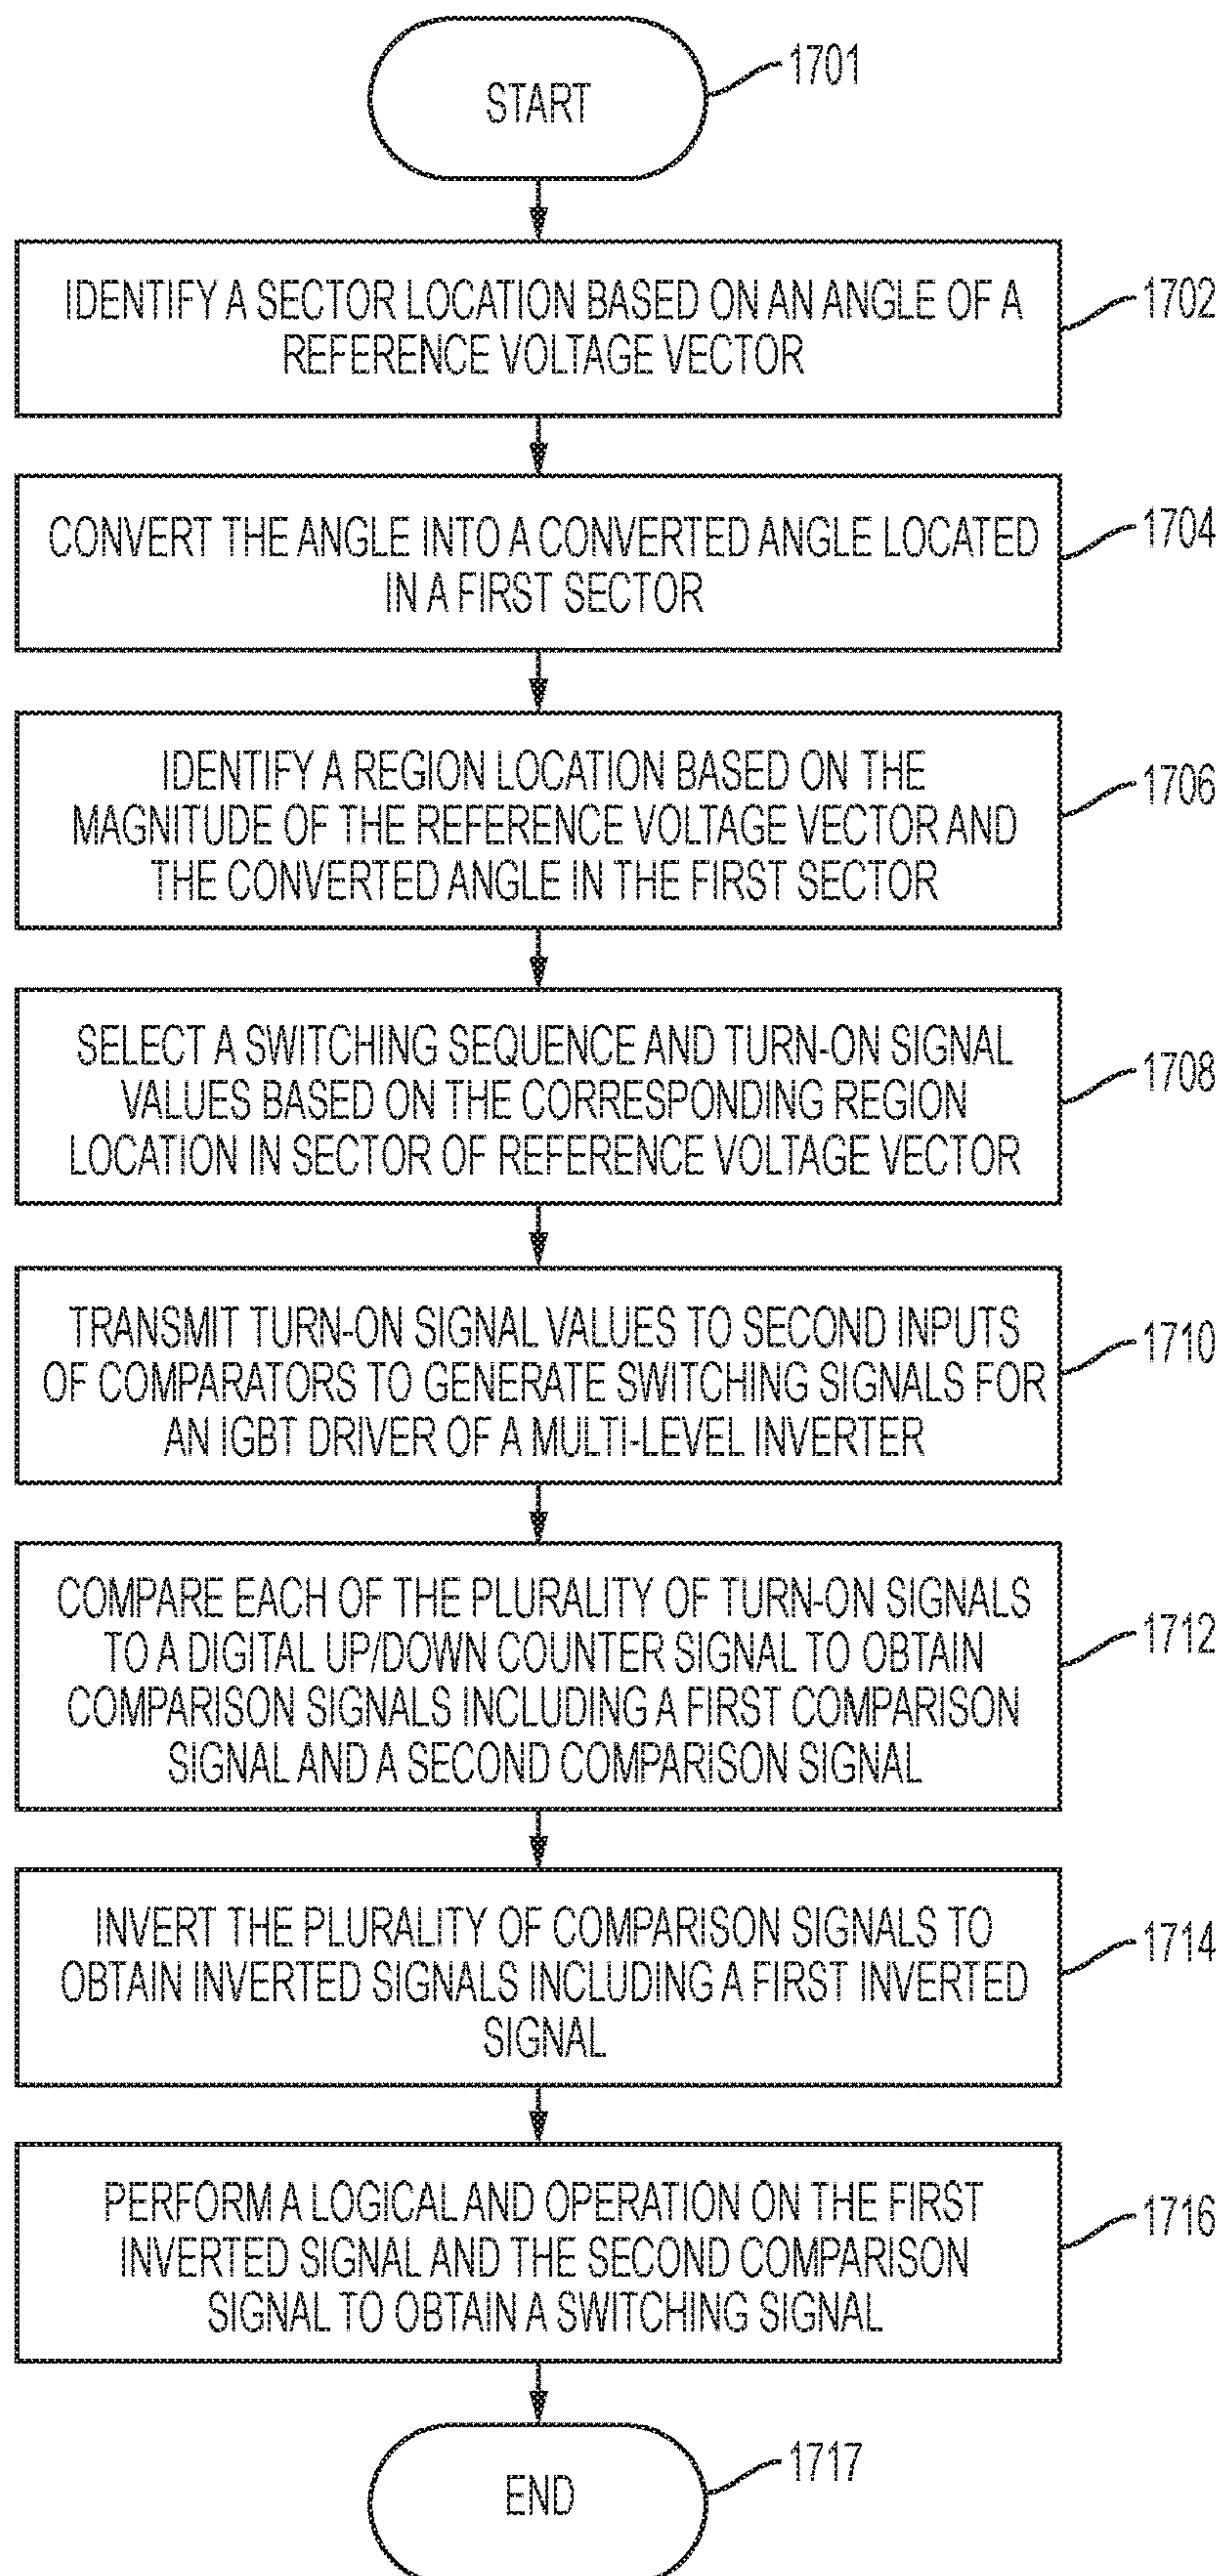 START
1701
IDENTIFY A SECTOR LOCATION BASED ON AN ANGLE OF A
REFERENCE VOLTAGE VECTOR
1702
CONVERT THE ANGLE INTO A CONVERTED ANGLE LOCATED
IN A FIRST SECTOR
1704
IDENTIFY A REGION LOCATION BASED ON THE
MAGNITUDE OF THE REFERENCE VOLTAGE VECTOR AND
THE CONVERTED ANGLE IN THE FIRST SECTOR
1706
SELECT A SWITCHING SEQUENCE AND TURN-ON SIGNAL
VALUES BASED ON THE CORRESPONDING REGION
LOCATION IN SECTOR OF REFERENCE VOLTAGE VECTOR
1708
TRANSMIT TURN-ON SIGNAL VALUES TO SECOND INPUTS
OF COMPARATORS TO GENERATE SWITCHING SIGNALS FOR
AN IGBT DRIVER OF A MULTI-LEVEL INVERTER
1710
COMPARE EACH OF THE PLURALITY OF TURN-ON SIGNALS
TO A DIGITAL UP/DOWN COUNTER SIGNAL TO OBTAIN
COMPARISON SIGNALS INCLUDING A FIRST COMPARISON
SIGNAL AND A SECOND COMPARISON SIGNAL
1712
INVERT THE PLURALITY OF COMPARISON SIGNALS TO
OBTAIN INVERTED SIGNALS INCLUDING A FIRST INVERTED
SIGNAL
1714
PERFORM A LOGICAL AND OPERATION ON THE FIRST
INVERTED SIGNAL AND THE SECOND COMPARISON
SIGNAL TO OBTAIN A SWITCHING SIGNAL
1716
END
1717